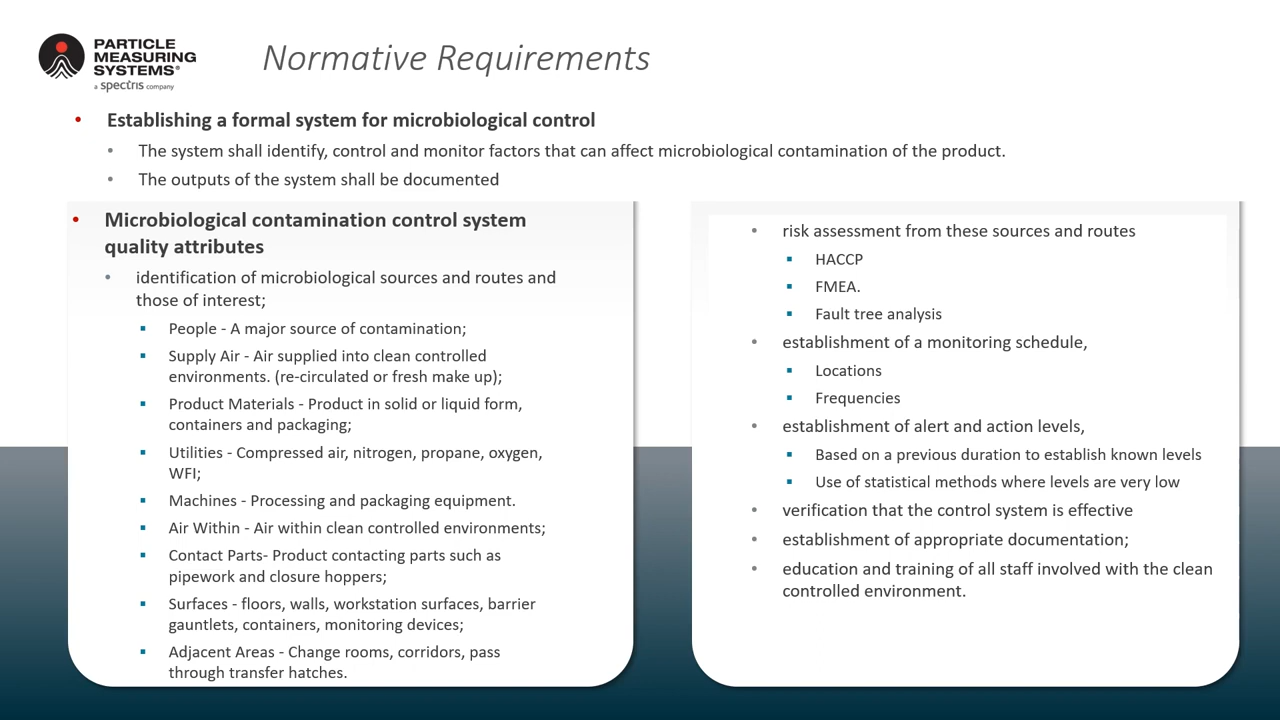 PARTICLE
MEASURING
SYSTEMS®
a spectris company
Normative Requirements
• Establishing a formal system for microbiological control
• The system shall identify, control and monitor factors that can affect microbiological contamination of the product.
• The outputs of the system shall be documented
• Microbiological contamination control system
quality attributes
• identification of microbiological sources and routes and
those of interest;
▪ People - A major source of contamination;
▪ Supply Air - Air supplied into clean controlled
environments. (re-circulated or fresh make up);
▪ Product Materials - Product in solid or liquid form,
containers and packaging;
▪ Utilities - Compressed air, nitrogen, propane, oxygen,
WFI;
▪ Machines - Processing and packaging equipment.
▪ Air Within - Air within clean controlled environments;
▪ Contact Parts- Product contacting parts such as
pipework and closure hoppers;
▪ Surfaces - floors, walls, workstation surfaces, barrier
gauntlets, containers, monitoring devices;
▪ Adjacent Areas - Change rooms, corridors, pass
through transfer hatches.
• risk assessment from these sources and routes
▪ HACCP
▪ FMEA.
▪ Fault tree analysis
• establishment of a monitoring schedule,
▪ Locations
▪ Frequencies
• establishment of alert and action levels,
▪ Based on a previous duration to establish known levels
▪ Use of statistical methods where levels are very low
• verification that the control system is effective
• establishment of appropriate documentation;
• education and training of all staff involved with the clean
controlled environment.